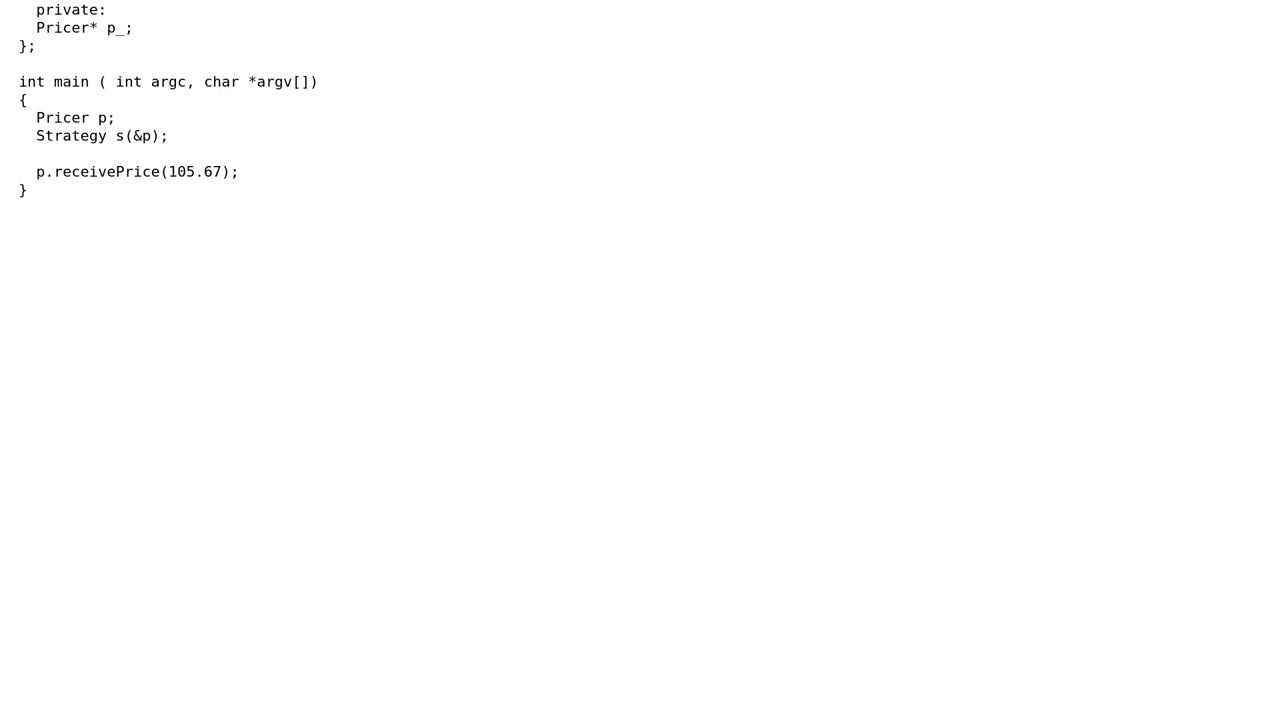 private:
  Pricer* p_;
};

int main ( int argc, char *argv[])
{
  Pricer p;
  Strategy s(&p);

  p.receivePrice(105.67);
}